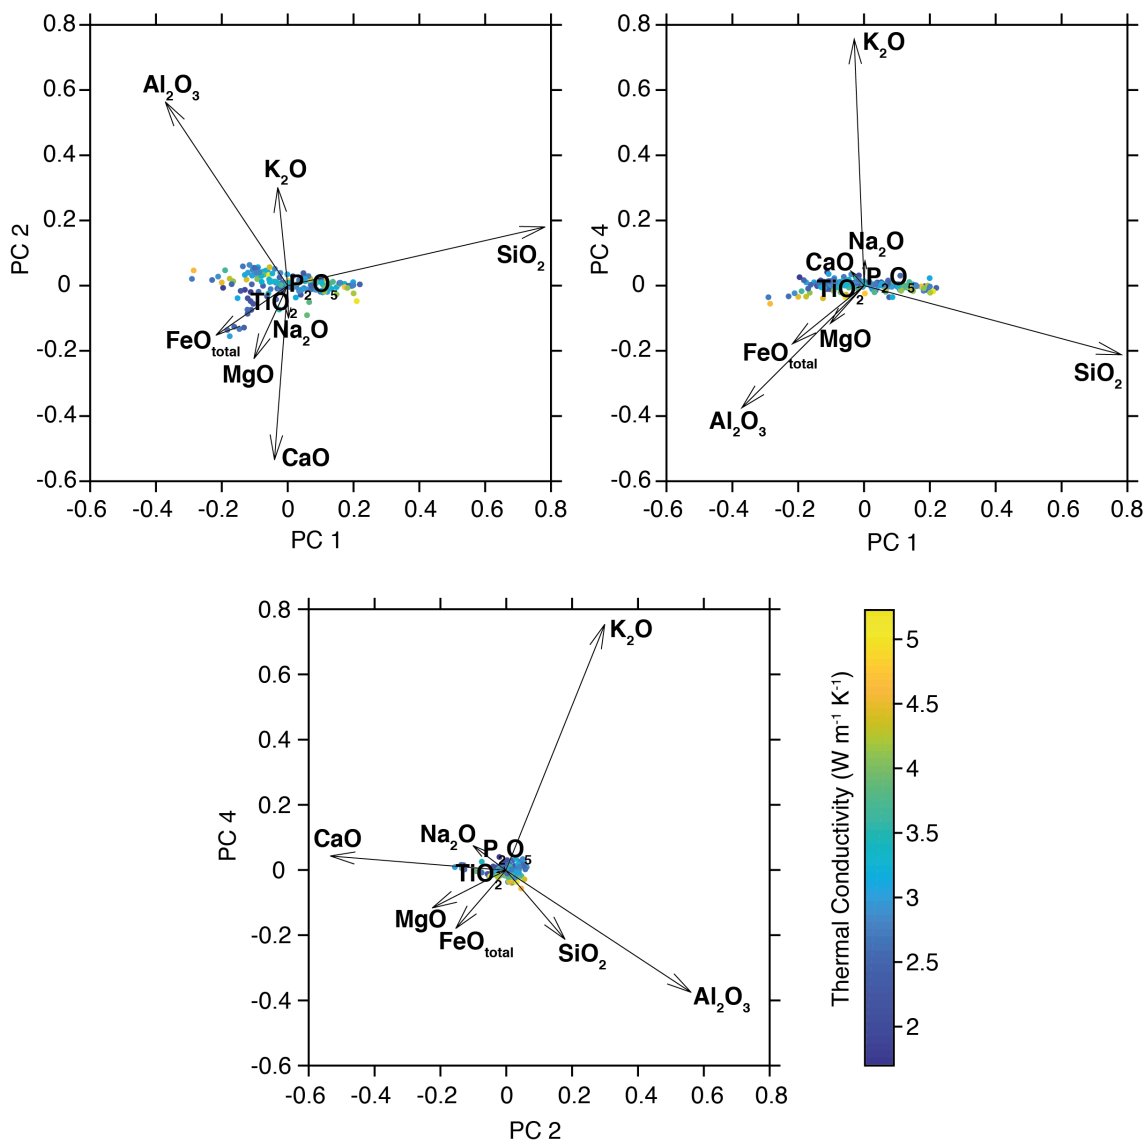 0.8
0.6
0.4
0.2
0
-0.2
-0.4
-0.6
PC 2
Al2O3
K2O
SiO2
P2O5
TiO2
Na2O
FeOtotal
MgO
CaO
-0.6 -0.4 -0.2 0 0.2 0.4 0.6 0.8
PC 1
0.8
0.6
0.4
0.2
0
-0.2
-0.4
-0.6
PC 4
K2O
Na2O
CaO
P2O5
TiO2
MgO
FeOtotal
SiO2
Al2O3
-0.6 -0.4 -0.2 0 0.2 0.4 0.6 0.8
PC 1
0.8
0.6
0.4
0.2
0
-0.2
-0.4
-0.6
PC 4
K2O
CaO
Na2O
P2O5
TiO2
MgO
FeOtotal
SiO2
Al2O3
-0.6 -0.4 -0.2 0 0.2 0.4 0.6 0.8
PC 2
Thermal Conductivity (W m-1 K-1)
5
4.5
4
3.5
3
2.5
2